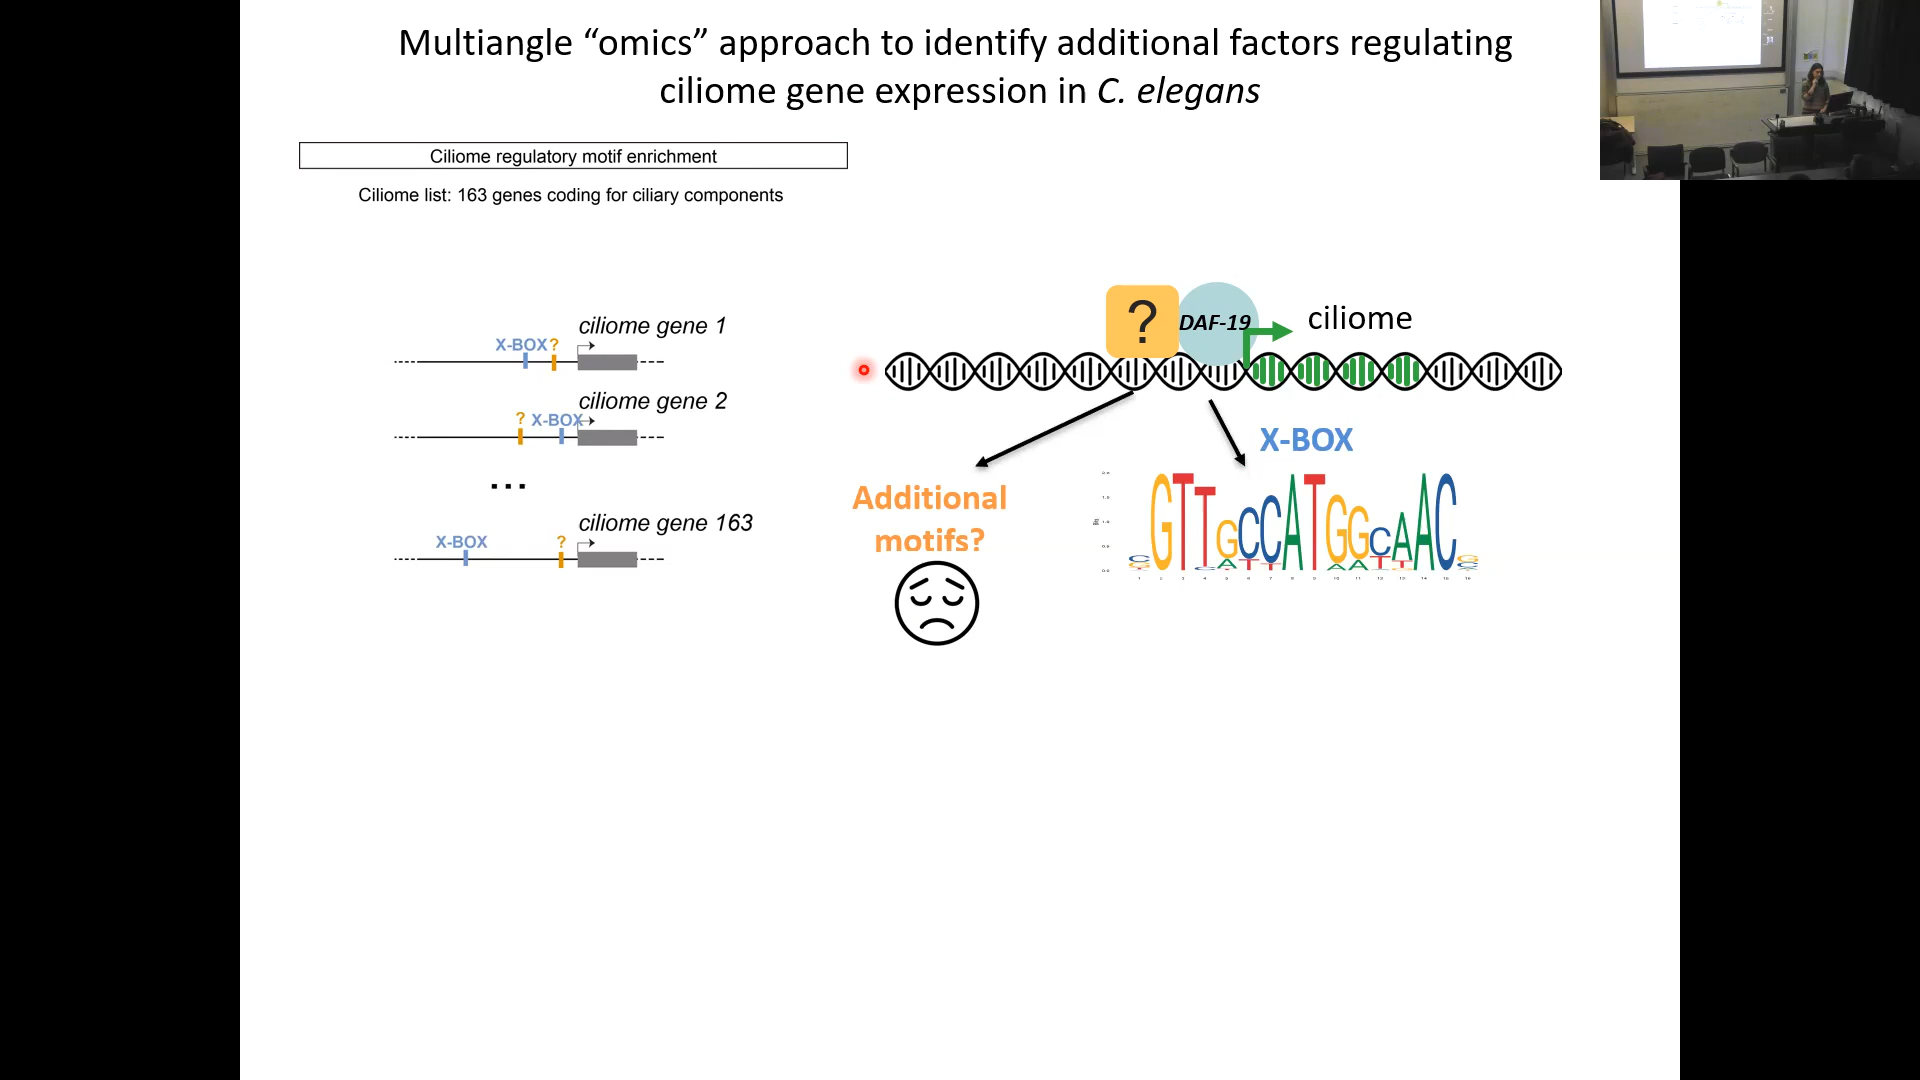 Multiangle “omics” approach to identify additional factors regulating
ciliome gene expression in C. elegans
Ciliome regulatory motif enrichment
Ciliome list: 163 genes coding for ciliary components
ciliome gene 1
X-BOX ?
ciliome gene 2
? X-BOX
...
ciliome gene 163
X-BOX ?
? DAF-19 ciliome
X-BOX
Additional
motifs?
GTTGCCATGGCAAC